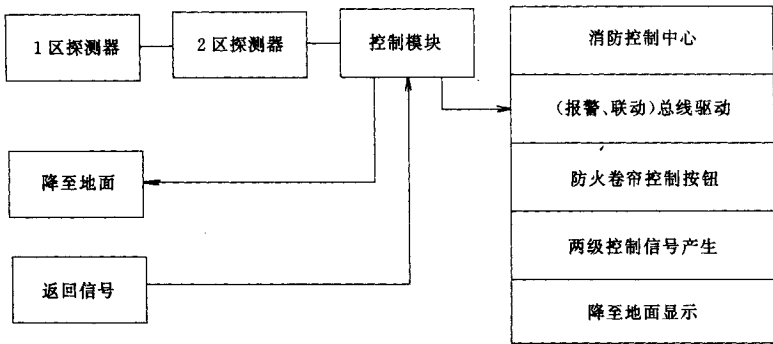 1区探测器
2区探测器
控制模块
消防控制中心
(报警、联动)总线驱动
降至地面
防火卷帘控制按钮
两级控制信号产生
返回信号
降至地面显示